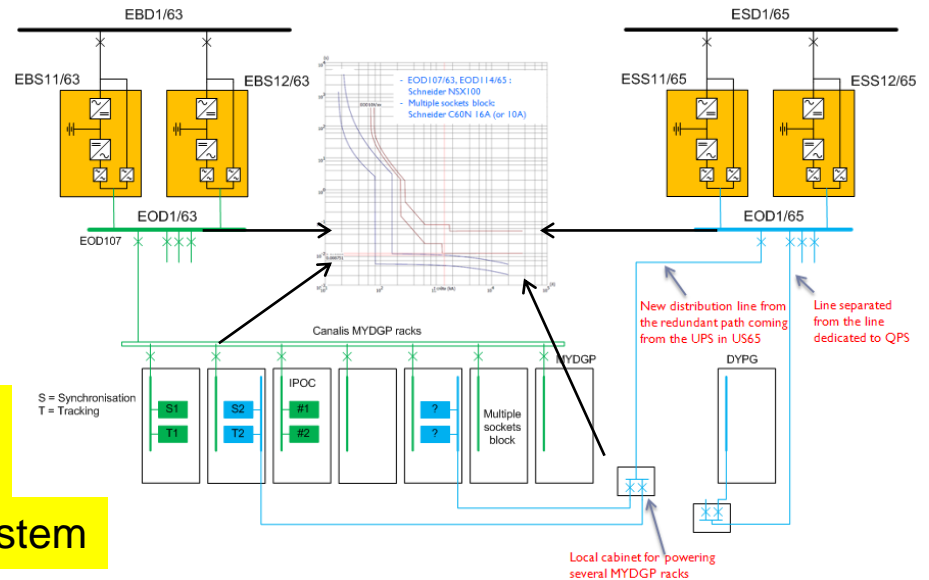 EBD1/63
ESD1/65
EBS11/63
EBS12/63
ESS11/65
ESS12/65
- EOD107/63, EOD114/65 :
Schneider NSX100
- Multiple sockets block:
Schneider C60N 16A (or 10A)
EOD1/63
EOD107
EOD1/65
New distribution line from
the redundant path coming
from the UPS in US65
Line separated
from the line
dedicated to QPS
Canalis MYDGP racks
MYDGP
DYPG
S = Synchronisation
T = Tracking
IPOC
S1
S2
#1
?
T1
T2
#2
?
Multiple
sockets
block
stem
Local cabinet for powering
several MYDGP racks